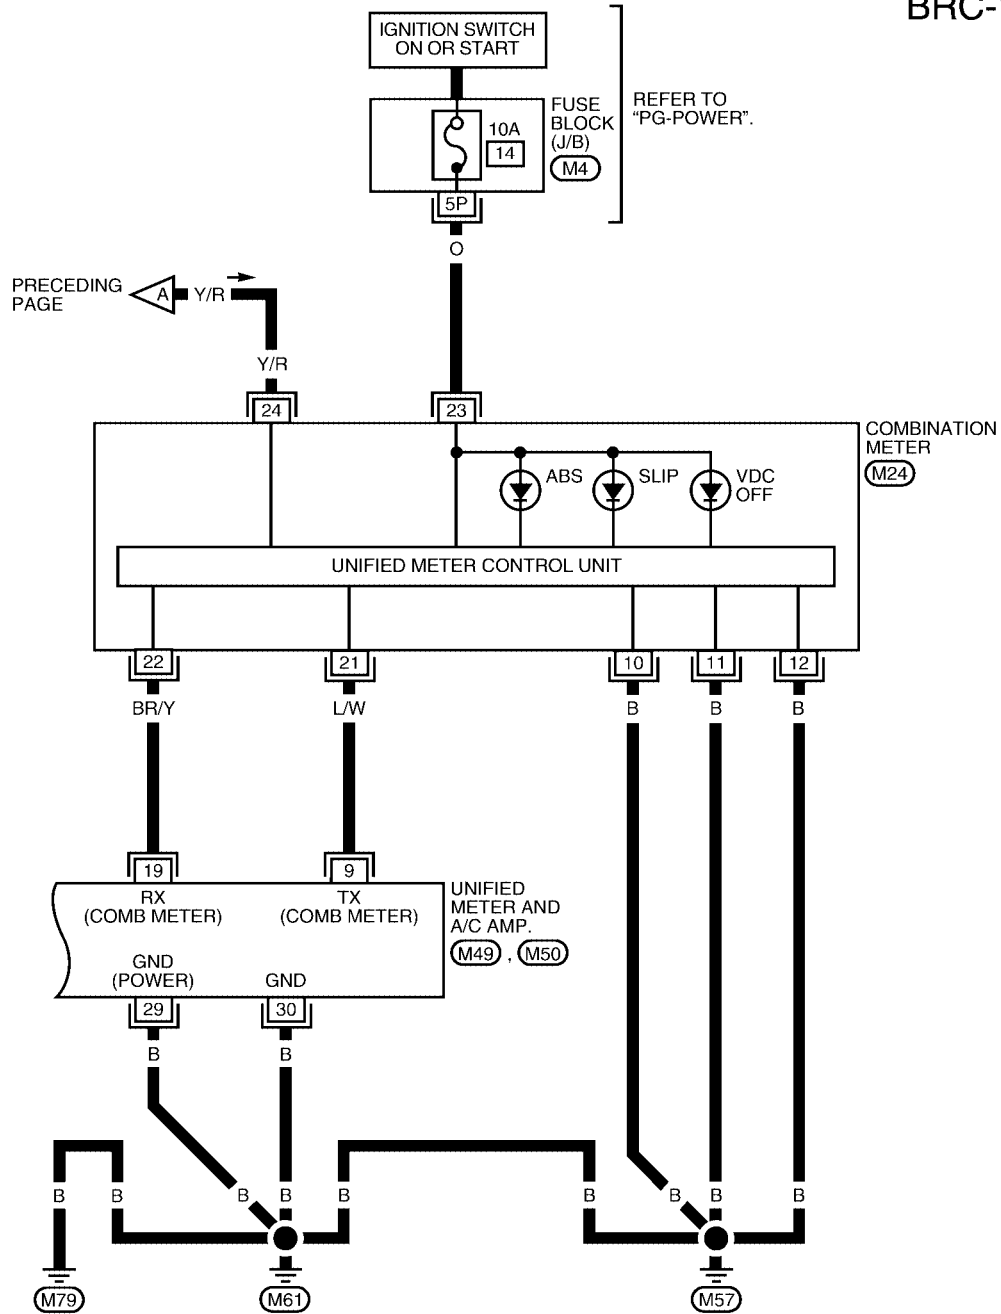 BRC-
IGNITION SWITCH
ON OR START
FUSE
BLOCK
(J/B)
M4
10A
14
REFER TO
"PG-POWER".
5P
O
PRECEDING
PAGE
A
Y/R
Y/R
24
23
COMBINATION
METER
M24
ABS
SLIP
VDC
OFF
UNIFIED METER CONTROL UNIT
22
21
10
11
12
BR/Y
L/W
B
B
B
19
9
RX
(COMB METER)
TX
(COMB METER)
UNIFIED
METER AND
A/C AMP.
M49 , M50
GND
(POWER)
GND
29
30
B
B
B
B
B
B
B
B
B
B
B
M79
M61
M57